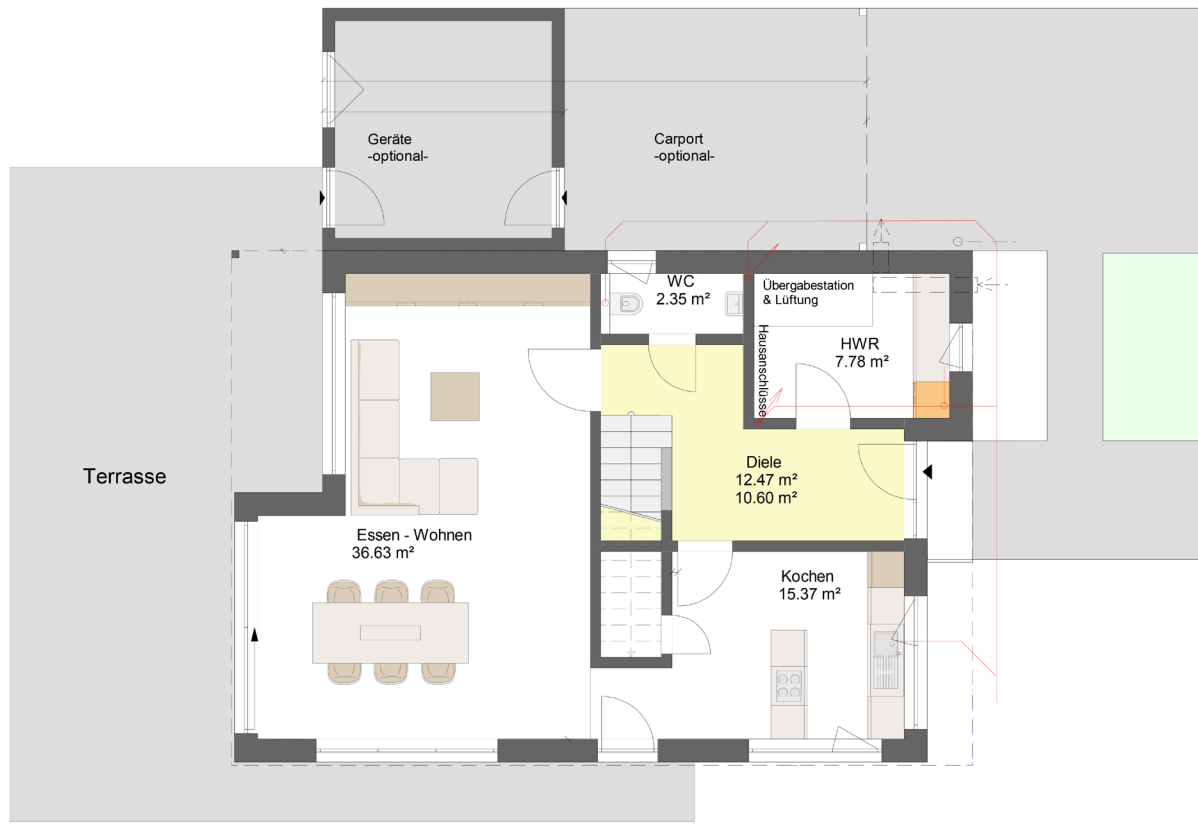 Geräte
-optional-
Carport
-optional-
WC
2.35 m²
Übergabestation
& Lüftung
Hausanschlüsse
HWR
7.78 m²
Terrasse
Diele
12.47 m²
10.60 m²
Essen - Wohnen
36.63 m²
Kochen
15.37 m²